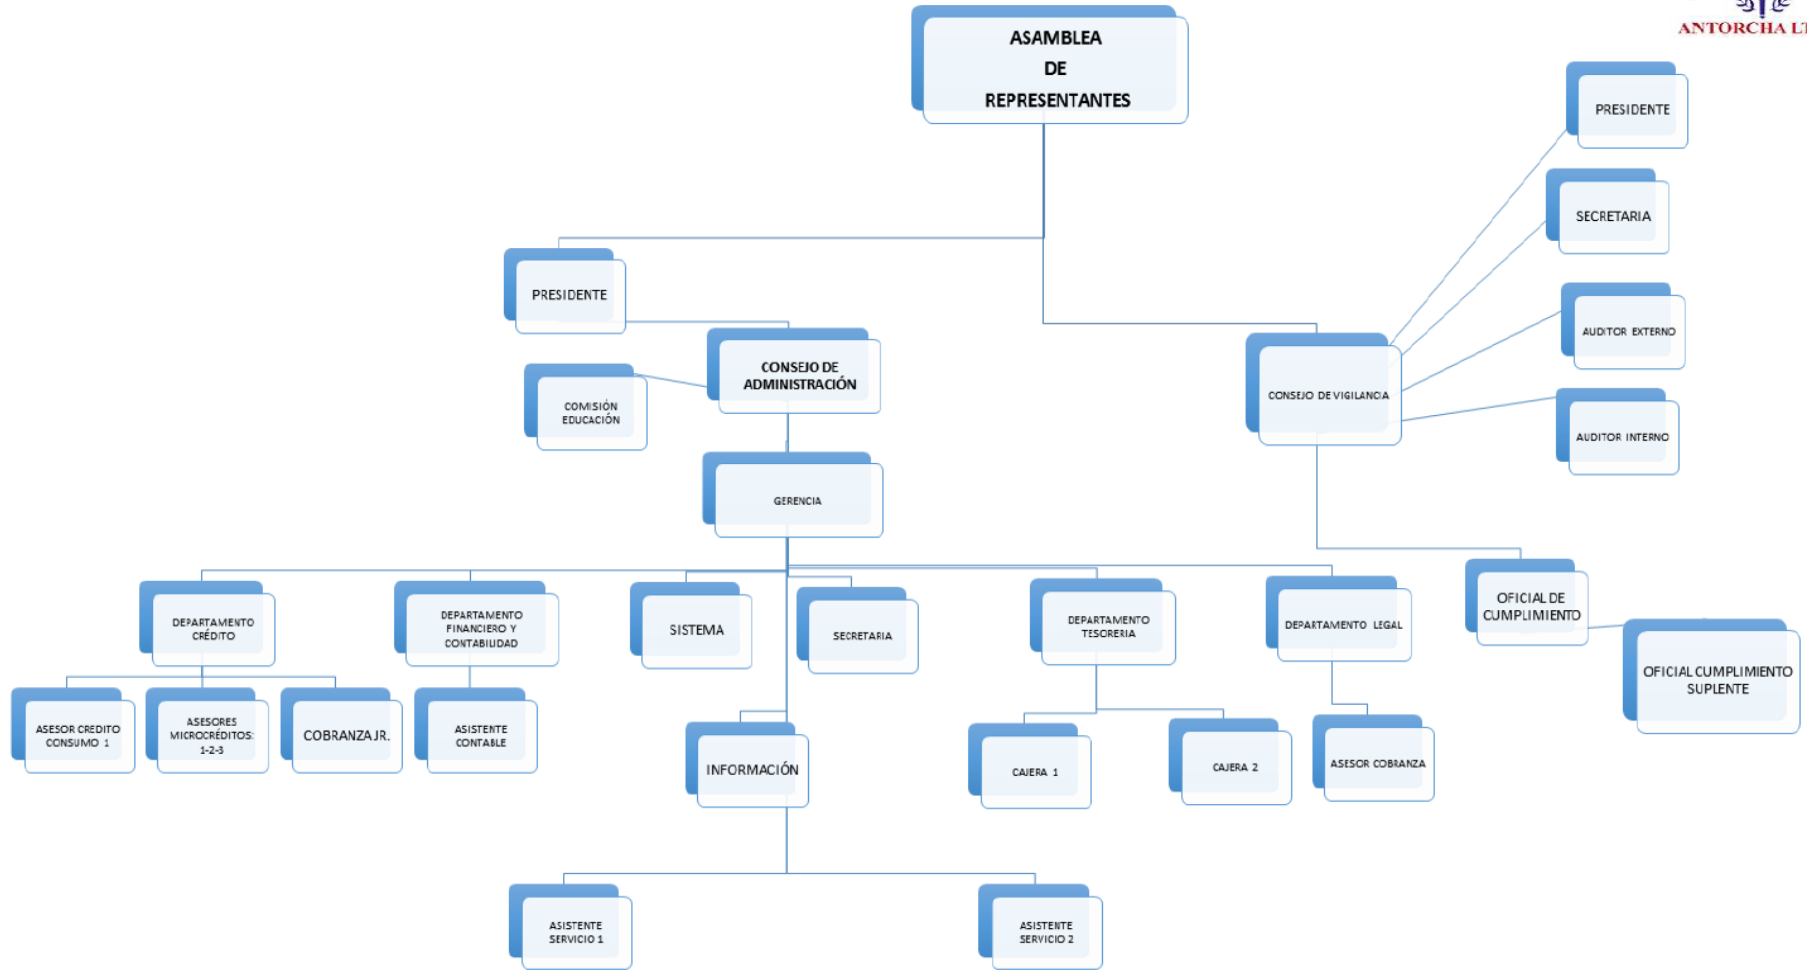 ANTORCHA LT
ASAMBLEA
DE
REPRESENTANTES
PRESIDENTE
SECRETARIA
AUDITOR EXTERNO
AUDITOR INTERNO
PRESIDENTE
CONSEJO DE
ADMINISTRACIÓN
COMISIÓN
EDUCACIÓN
CONSEJO DE VIGILANCIA
GERENCIA
DEPARTAMENTO
CRÉDITO
DEPARTAMENTO
FINANCIERO Y
CONTABILIDAD
SISTEMA
SECRETARIA
DEPARTAMENTO
TESORERIA
DEPARTAMENTO LEGAL
OFICIAL DE
CUMPLIMIENTO
OFICIAL CUMPLIMIENTO
SUPLENTE
ASESOR CREDITO
CONSUMO 1
ASESORES
MICROCRÉDITOS:
1-2-3
COBRANZA JR.
ASISTENTE
CONTABLE
INFORMACIÓN
CAJERA 1
CAJERA 2
ASESOR COBRANZA
ASISTENTE
SERVICIO 1
ASISTENTE
SERVICIO 2